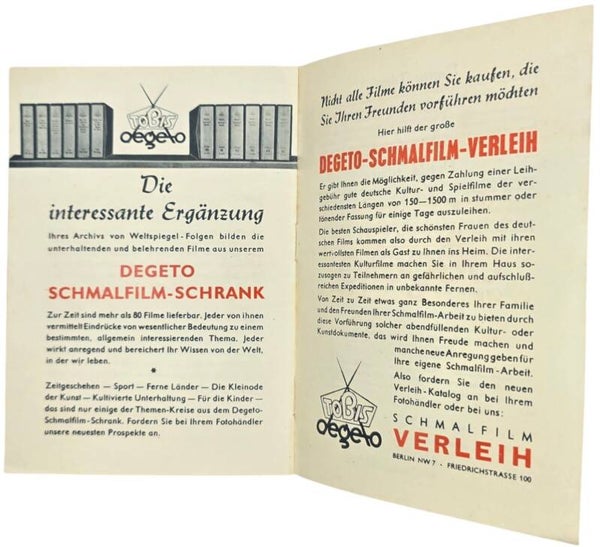 TOBIS
degeto
Die
interessante Ergänzung
Ihres Archivs von Weltspiegel-Folgen bilden die
unterhaltenden und belehrenden Filme aus unserem
DEGETO
SCHMALFILM-SCHRANK
Zur Zeit sind mehr als 80 Filme lieferbar. Jeder von ihnen
vermittelt Eindrücke von wesentlicher Bedeutung zu einem
bestimmten, allgemein interessierenden Thema. Jeder
wirkt anregend und bereichert Ihr Wissen von der Welt,
in der wir leben.
*
Zeitgeschehen — Sport — Ferne Länder — Die Kleinode
der Kunst — Kultivierte Unterhaltung — Für die Kinder —
das sind nur einige der Themen-Kreise aus dem Degeto-
Schmalfilm-Schrank. Fordern Sie bei Ihrem Fotohändler
unsere neuesten Prospekte an.
Nicht alle Filme können Sie kaufen, die
Sie Ihren Freunden vorführen möchten
Hier hilft der große
DEGETO-SCHMALFILM-VERLEIH
Er gibt Ihnen die Möglichkeit, gegen Zahlung einer Leih-
gebühr gute deutsche Kultur- und Spielfilme der ver-
schiedensten Längen von 150—1500 m in stummer oder
tönender Fassung für einige Tage auszuleihen.
Die besten Schauspieler, die schönsten Frauen des deut-
schen Films kommen also durch den Verleih mit ihren
wertvollsten Filmen als Gast zu Ihnen ins Heim. Die inter-
essantesten Kulturfilme machen Sie in Ihrem Haus sozu-
sagen zu Teilnehmern an gefährlichen und aufschluß-
reichen Expeditionen in unbekannte Fernen.
Von Zeit zu Zeit etwas ganz Besonderes Ihrer Familie
und den Freunden Ihrer Schmalfilm-Arbeit zu bieten durch
diese Vorführung solcher abendfüllenden Kultur- oder
Kunstdokumente, das wird Ihnen Freude machen und
manche neue Anregung geben für
Ihre eigene Schmalfilm-Arbeit.
Also fordern Sie den neuen
Verleih-Katalog an bei Ihrem
Fotohändler oder bei uns:
TOBIS
degeto
SCHMALFILM
VERLEIH
BERLIN NW 7 - FRIEDRICHSTRASSE 100